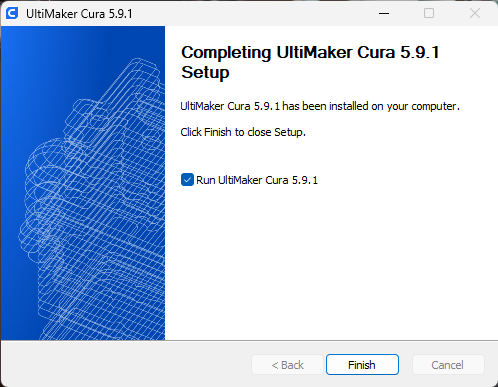 UltiMaker Cura 5.9.1
Completing UltiMaker Cura 5.9.1
Setup
UltiMaker Cura 5.9.1 has been installed on your computer.
Click Finish to close Setup.
Run UltiMaker Cura 5.9.1
< Back
Finish
Cancel